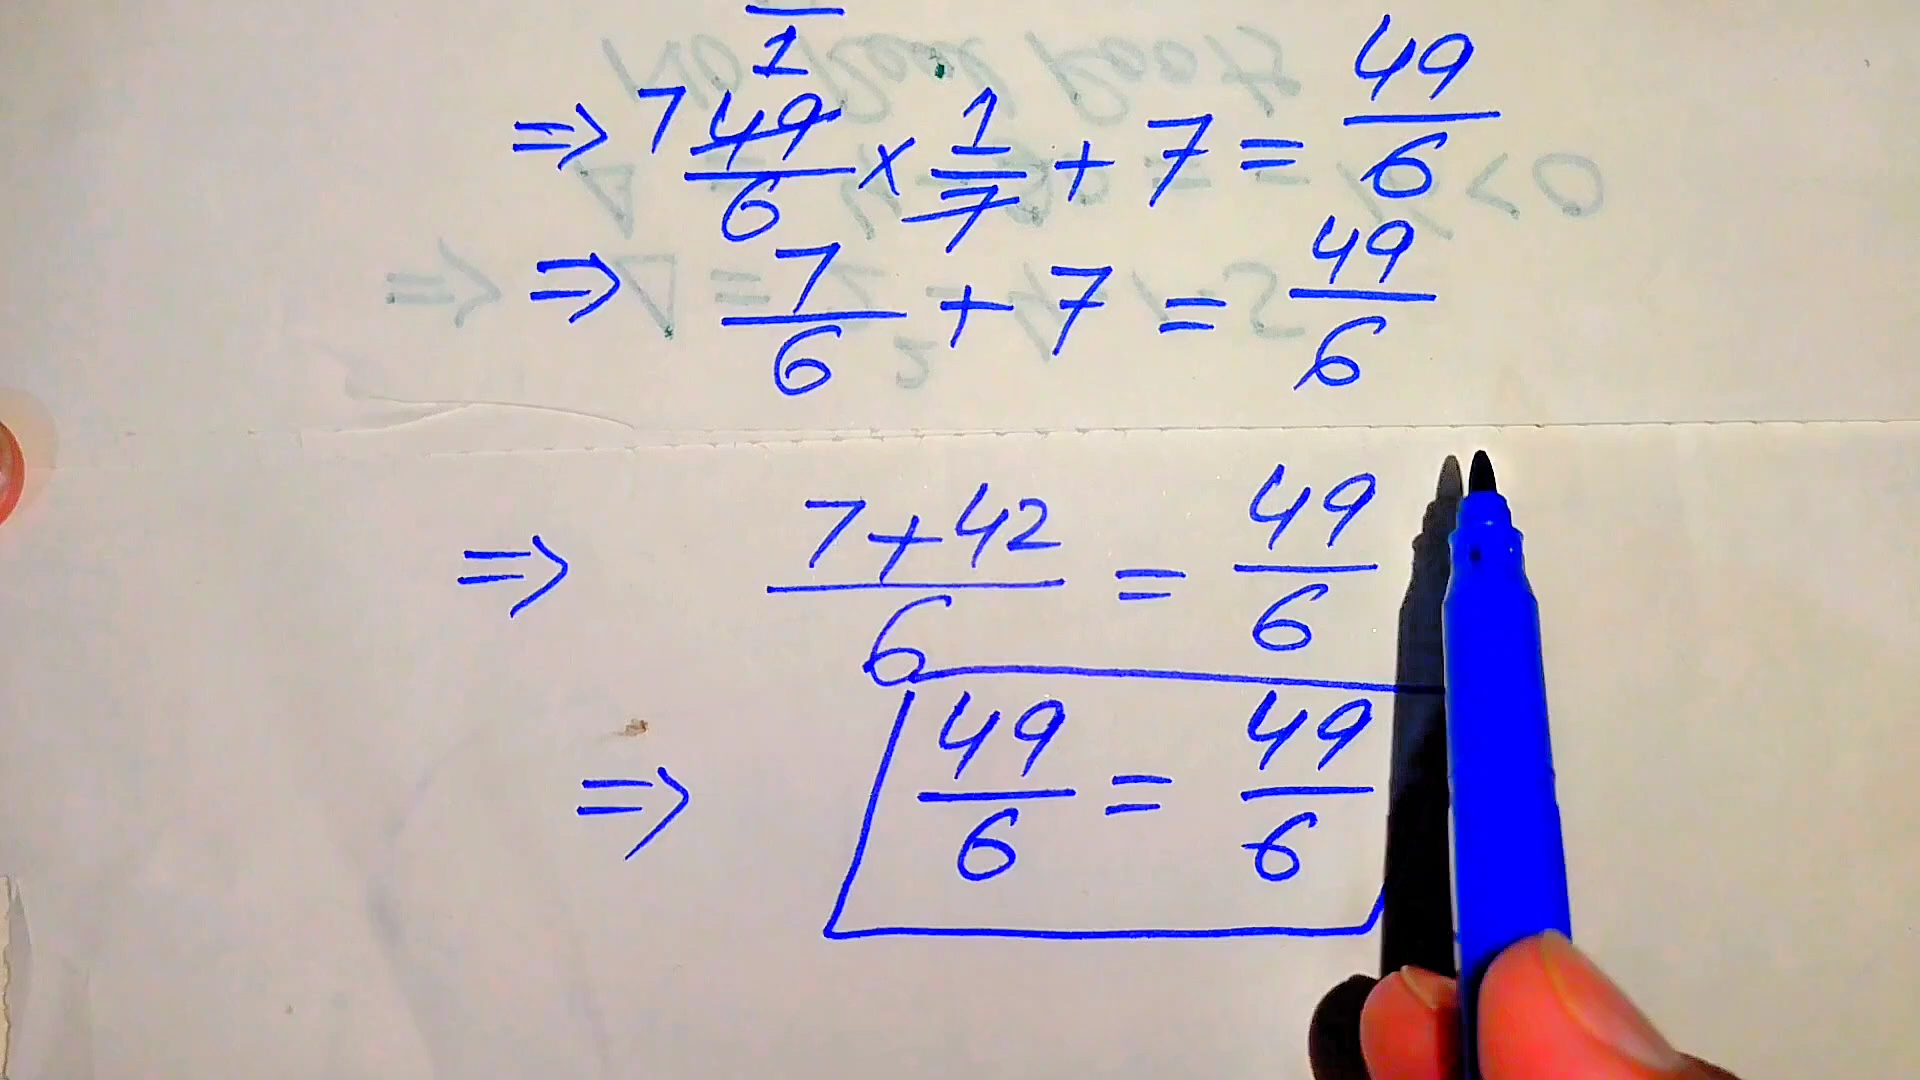 1
⇒ 7 49/6 × 1/7 + 7 = 49/6
⇒ 7/6 + 7 = 49/6
⇒ (7+42)/6 = 49/6
⇒ 49/6 = 49/6